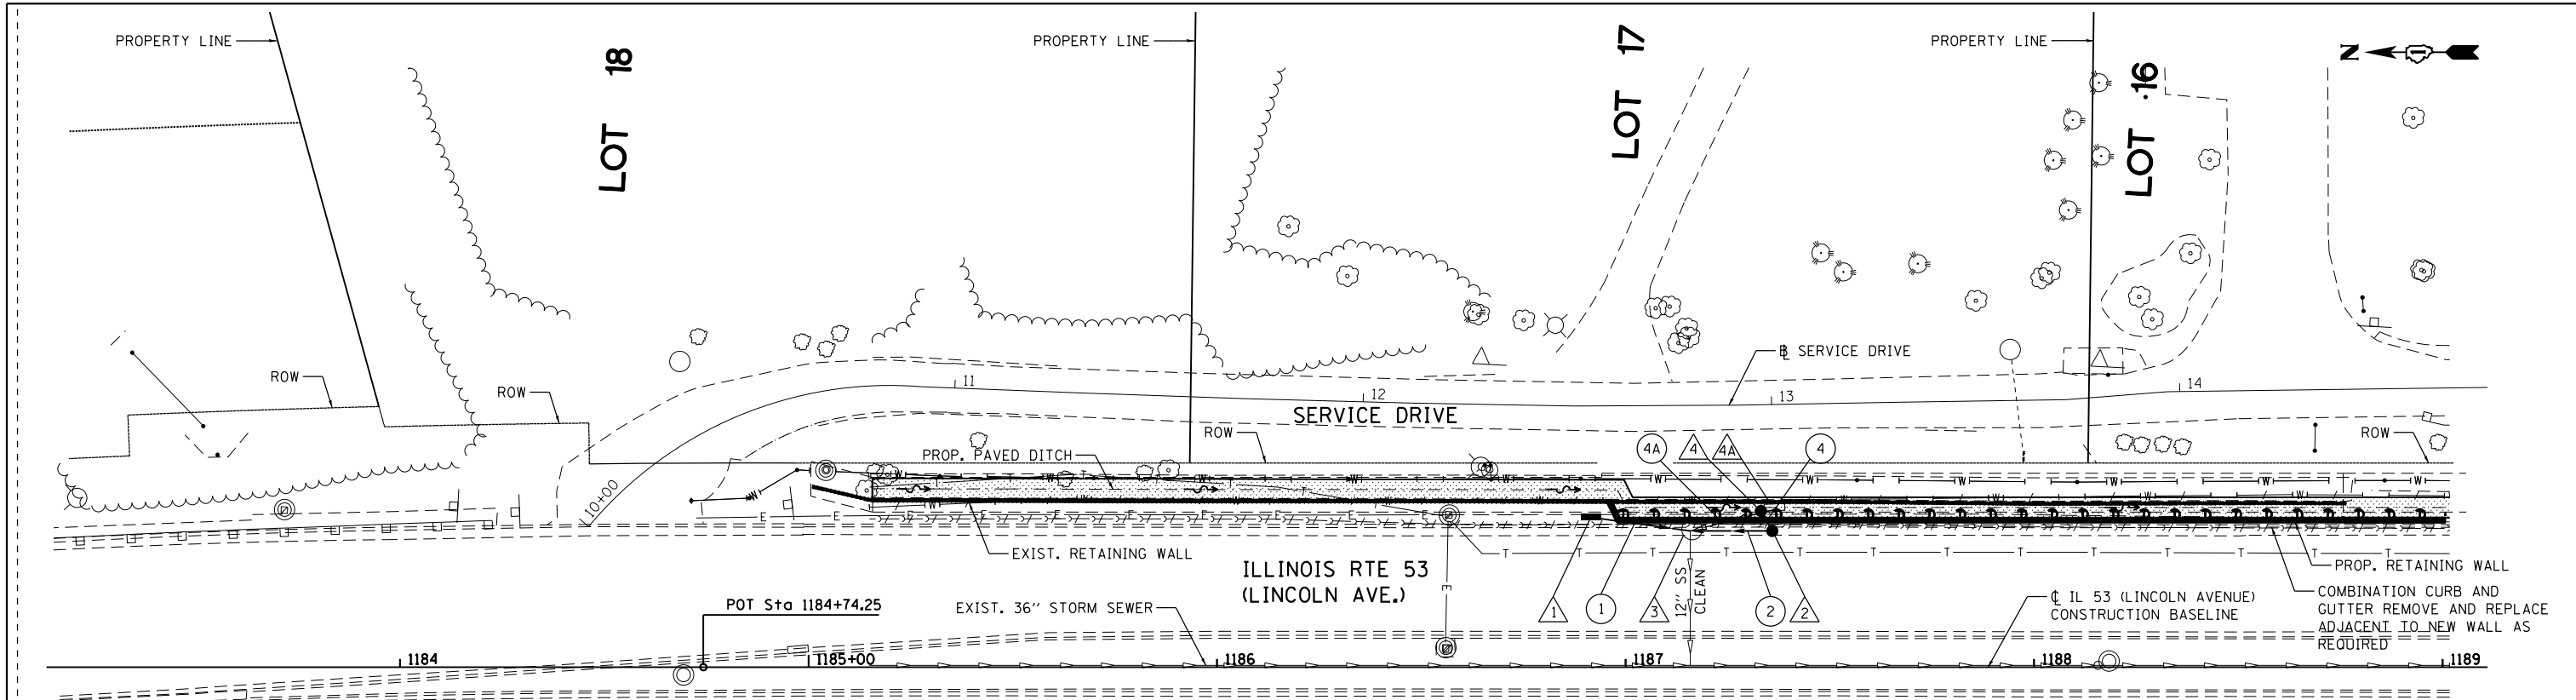 PROPERTY LINE
PROPERTY LINE
PROPERTY LINE
N
LOT 18
LOT 17
LOT 16
ROW
ROW
ROW
ROW
11
12
13
14
℄ SERVICE DRIVE
SERVICE DRIVE
PROP. PAVED DITCH
10+00
4A
4
4A
4
EXIST. RETAINING WALL
ILLINOIS RTE 53
(LINCOLN AVE.)
1
1
3
2
2
12" SS
CLEAN
PROP. RETAINING WALL
COMBINATION CURB AND
GUTTER REMOVE AND REPLACE
ADJACENT TO NEW WALL AS
REQUIRED
℄ IL 53 (LINCOLN AVENUE)
CONSTRUCTION BASELINE
POT Sta 1184+74.25
EXIST. 36" STORM SEWER
1184
1185+00
1186
1187
1188
1189